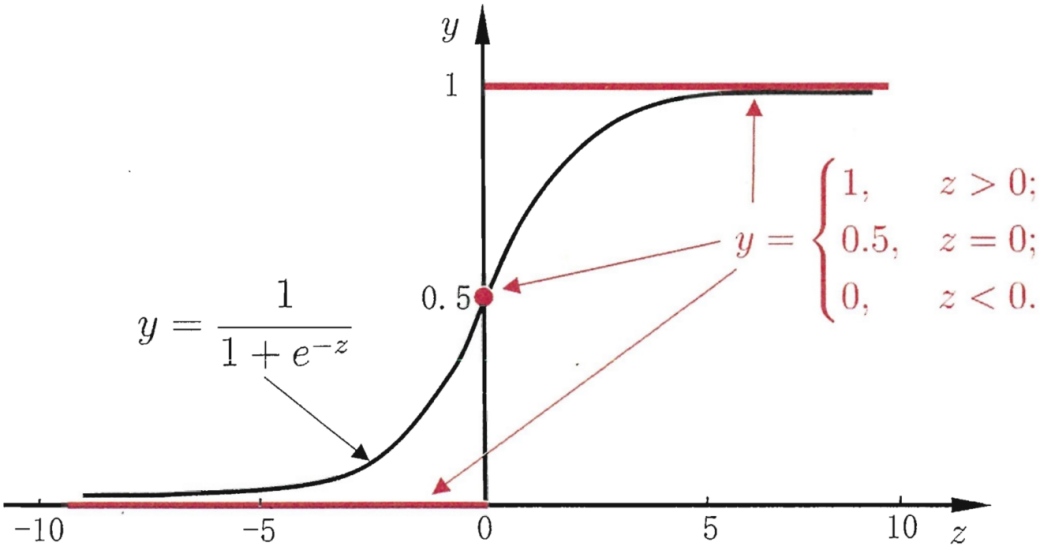 y
1
y = { 1, z > 0;
0.5, z = 0;
0, z < 0.
0.5
y = 1 / (1 + e^{-z})
-10 -5 0 5 10 z